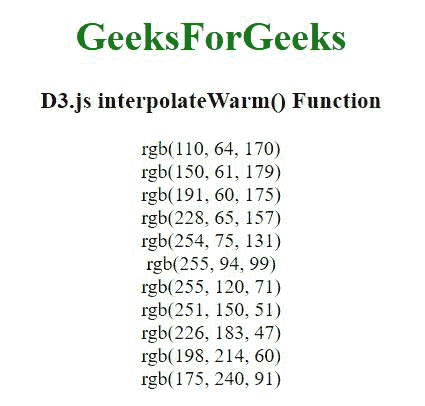 GeeksForGeeks
D3.js interpolateWarm() Function
rgb(110, 64, 170)
rgb(150, 61, 179)
rgb(191, 60, 175)
rgb(228, 65, 157)
rgb(254, 75, 131)
rgb(255, 94, 99)
rgb(255, 120, 71)
rgb(251, 150, 51)
rgb(226, 183, 47)
rgb(198, 214, 60)
rgb(175, 240, 91)